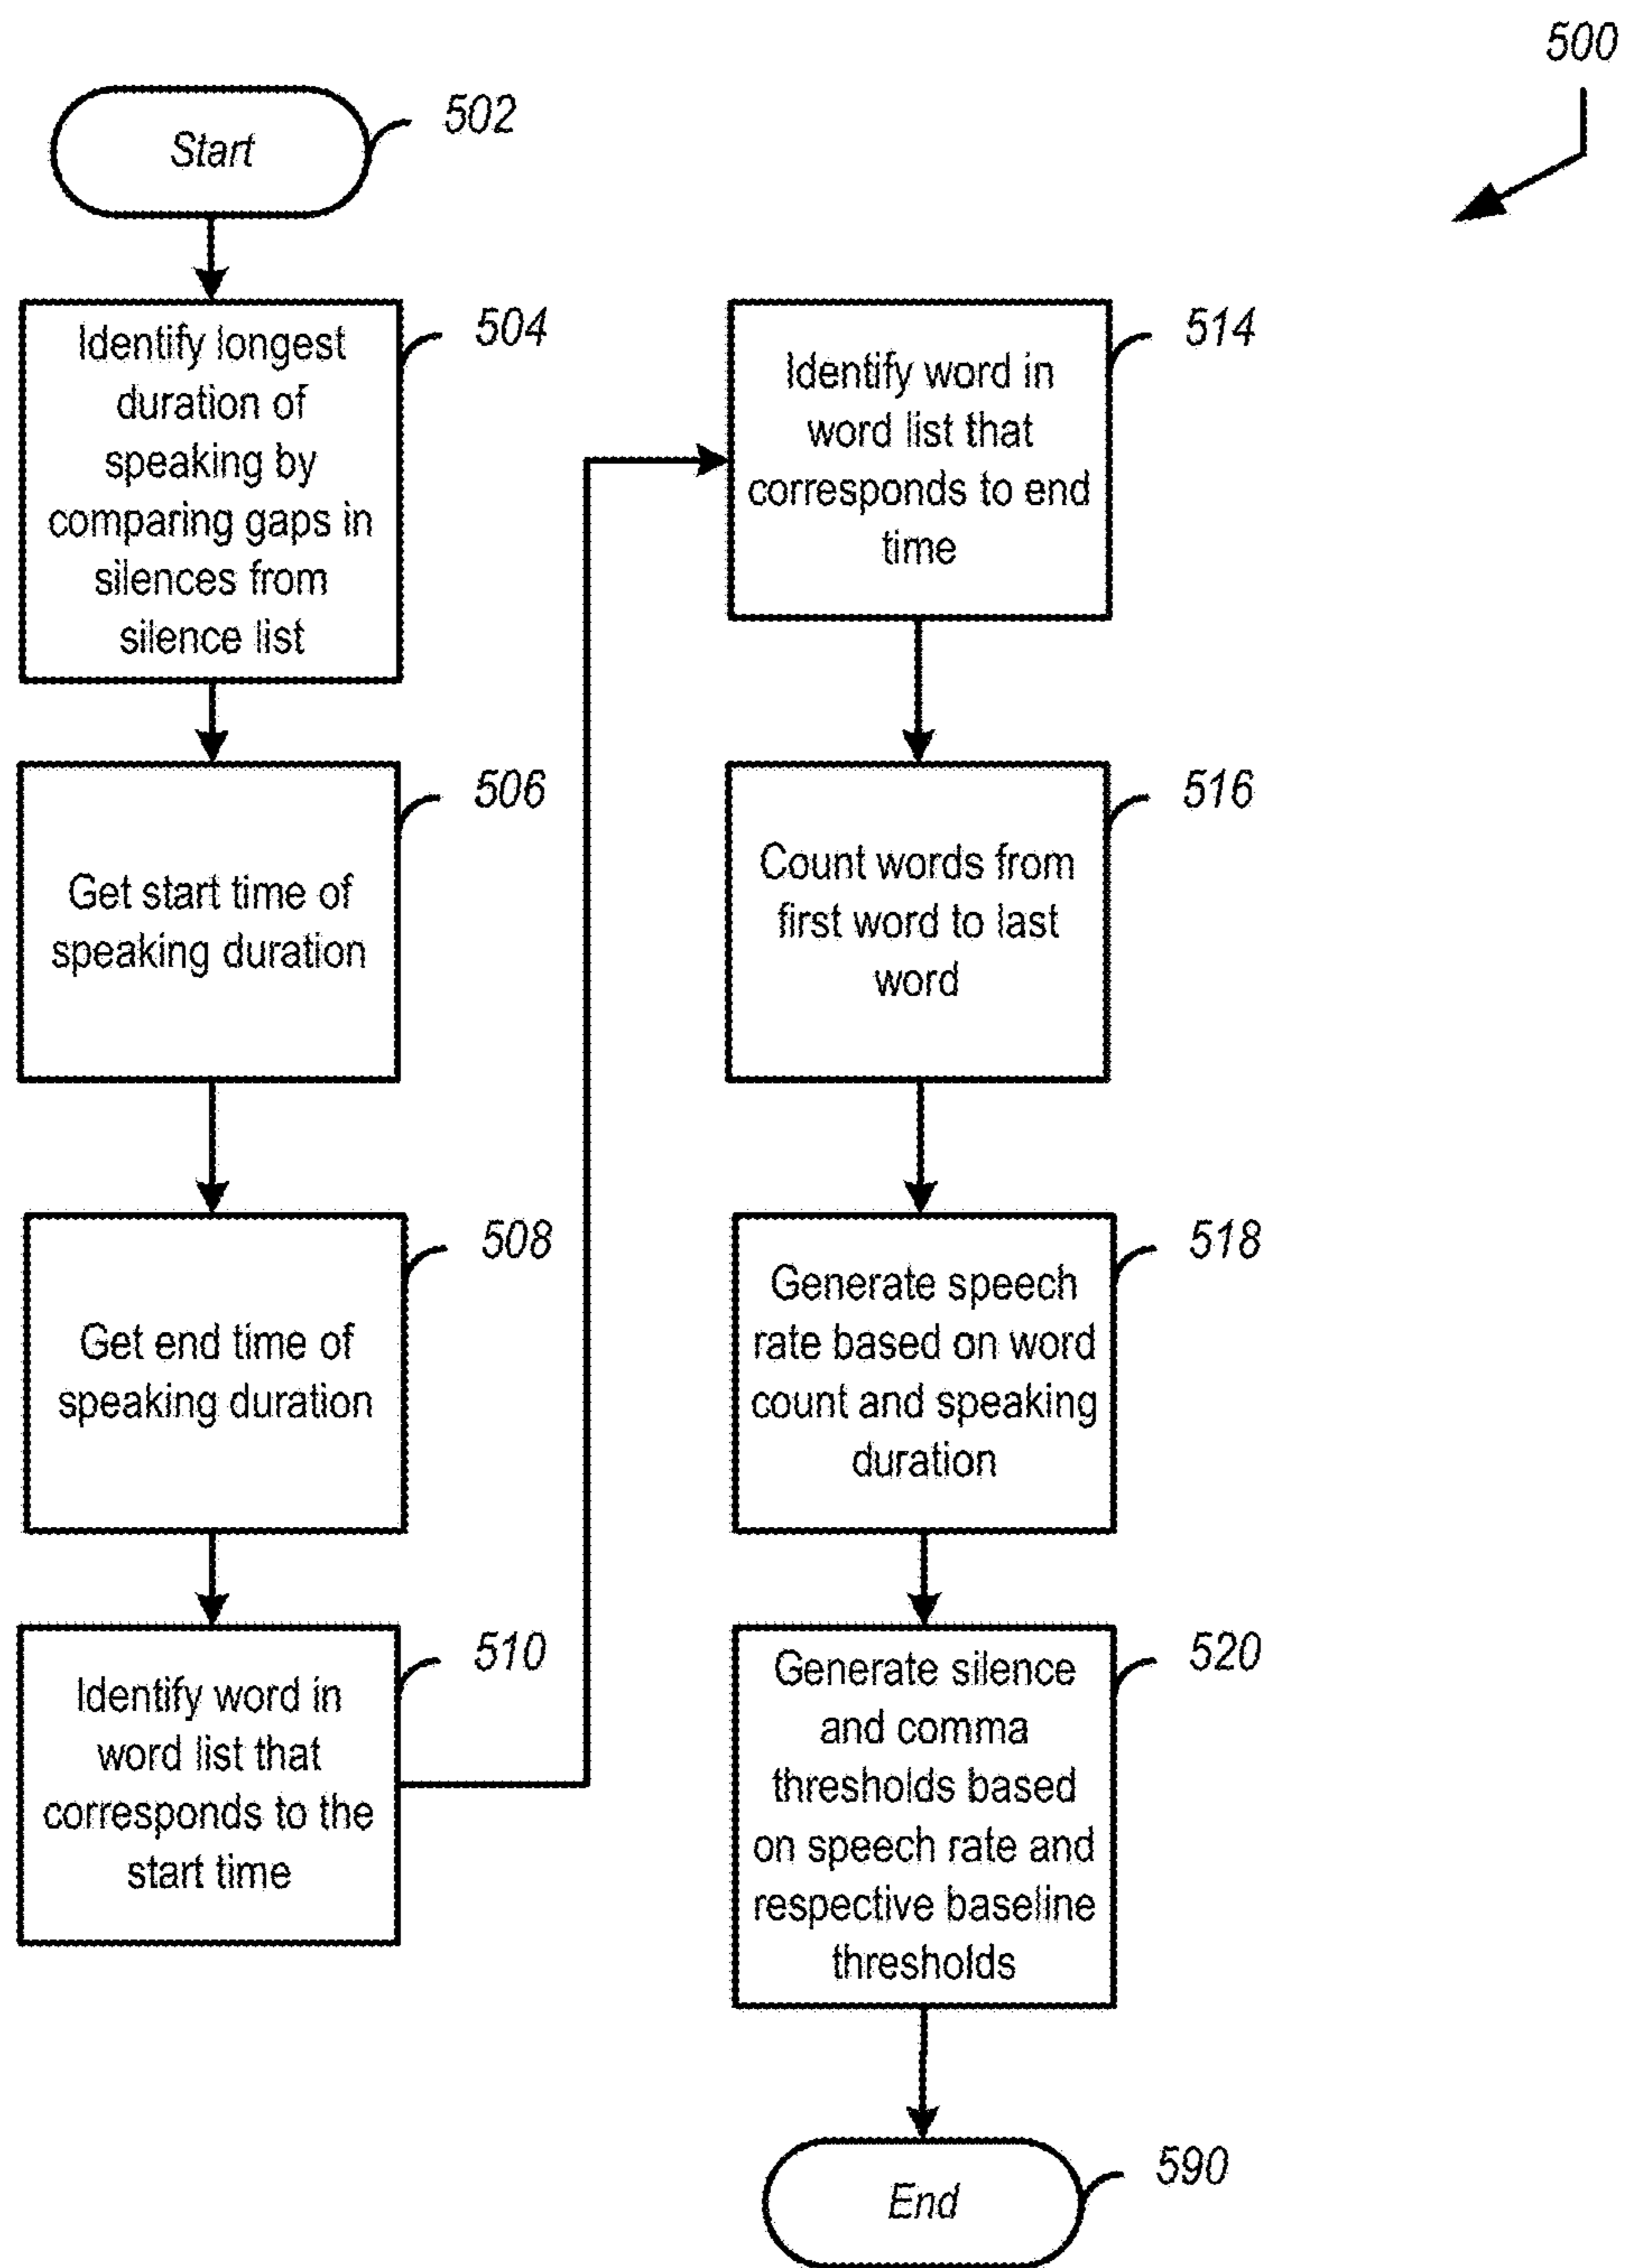 500
Start
502
Identify longest
duration of
speaking by
comparing gaps in
silences from
silence list
504
Get start time of
speaking duration
506
Get end time of
speaking duration
508
Identify word in
word list that
corresponds to the
start time
510
Identify word in
word list that
corresponds to end
time
514
Count words from
first word to last
word
516
Generate speech
rate based on word
count and speaking
duration
518
Generate silence
and comma
thresholds based
on speech rate and
respective baseline
thresholds
520
End
590